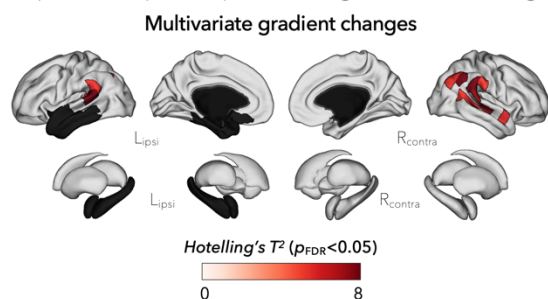 Multivariate gradient changes
Lipsi
Rcontra
Lipsi
Rcontra
Hotelling's T² (pFDR<0.05)
0 8